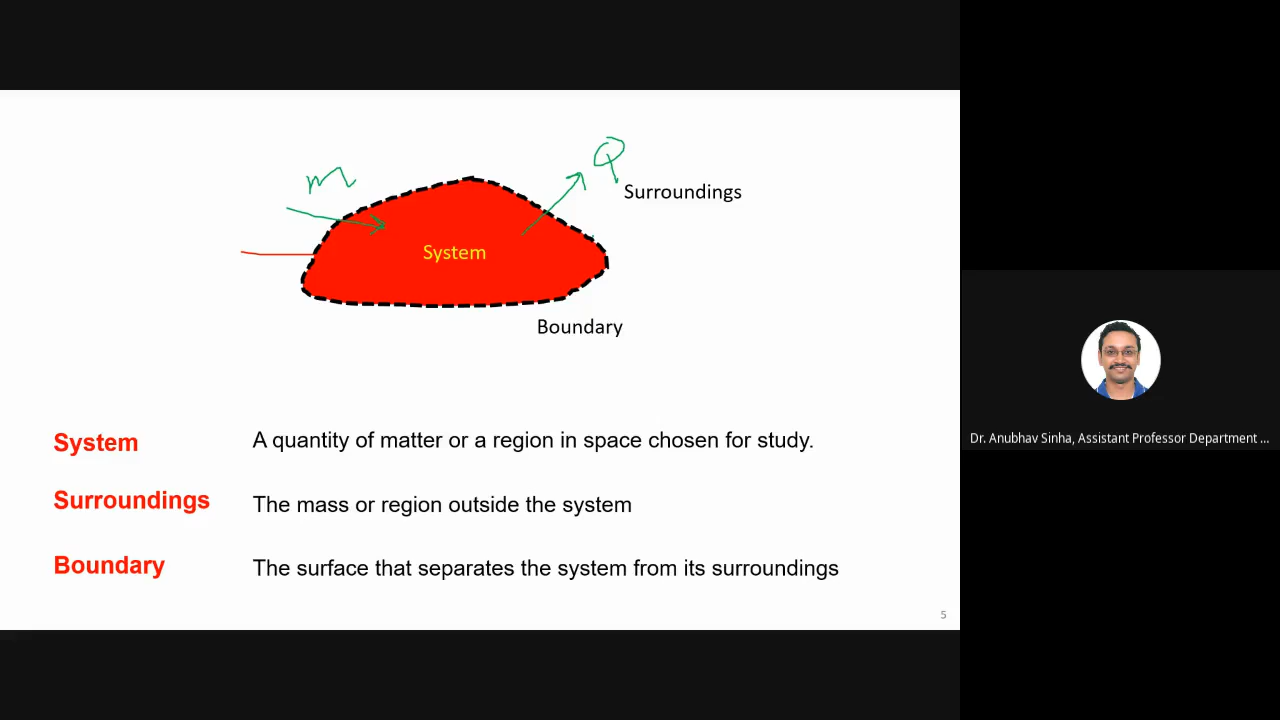 m
Q
Surroundings
System
Boundary
System A quantity of matter or a region in space chosen for study.
Surroundings The mass or region outside the system
Boundary The surface that separates the system from its surroundings
5
Dr. Anubhav Sinha, Assistant Professor Department ...